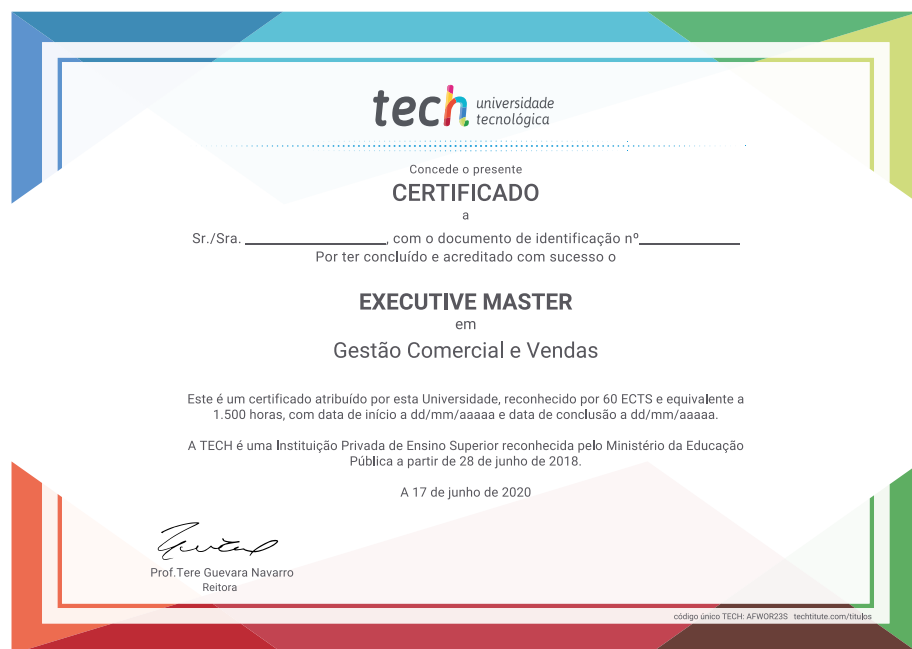 tech universidade
tecnológica
Concede o presente
CERTIFICADO
a
Sr./Sra. ________________, com o documento de identificação nº____________
Por ter concluído e acreditado com sucesso o
EXECUTIVE MASTER
em
Gestão Comercial e Vendas
Este é um certificado atribuído por esta Universidade, reconhecido por 60 ECTS e equivalente a
1.500 horas, com data de início a dd/mm/aaaaa e data de conclusão a dd/mm/aaaaa.
A TECH é uma Instituição Privada de Ensino Superior reconhecida pelo Ministério da Educação
Pública a partir de 28 de junho de 2018.
A 17 de junho de 2020
Prof.Tere Guevara Navarro
Reitora
código único TECH: AFWOR23S techtitute.com/titulos